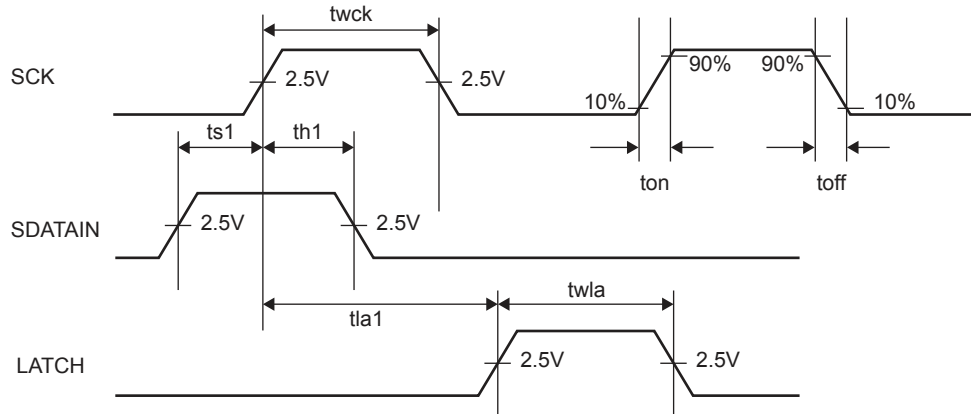 twck
SCK
2.5V
2.5V
90%
90%
10%
10%
ts1
th1
ton
toff
SDATAIN
2.5V
2.5V
tla1
twla
LATCH
2.5V
2.5V